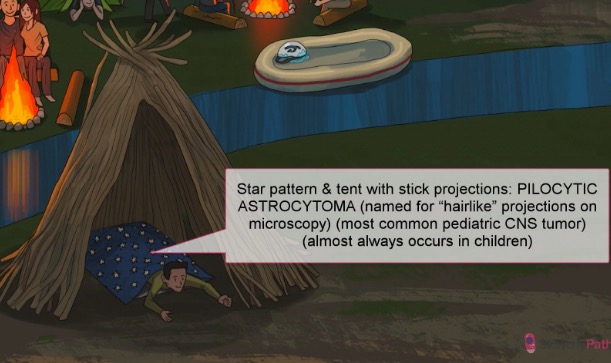 Star pattern & tent with stick projections: PILOCYTIC
ASTROCYTOMA (named for “hairlike” projections on
microscopy) (most common pediatric CNS tumor)
(almost always occurs in children)
Path